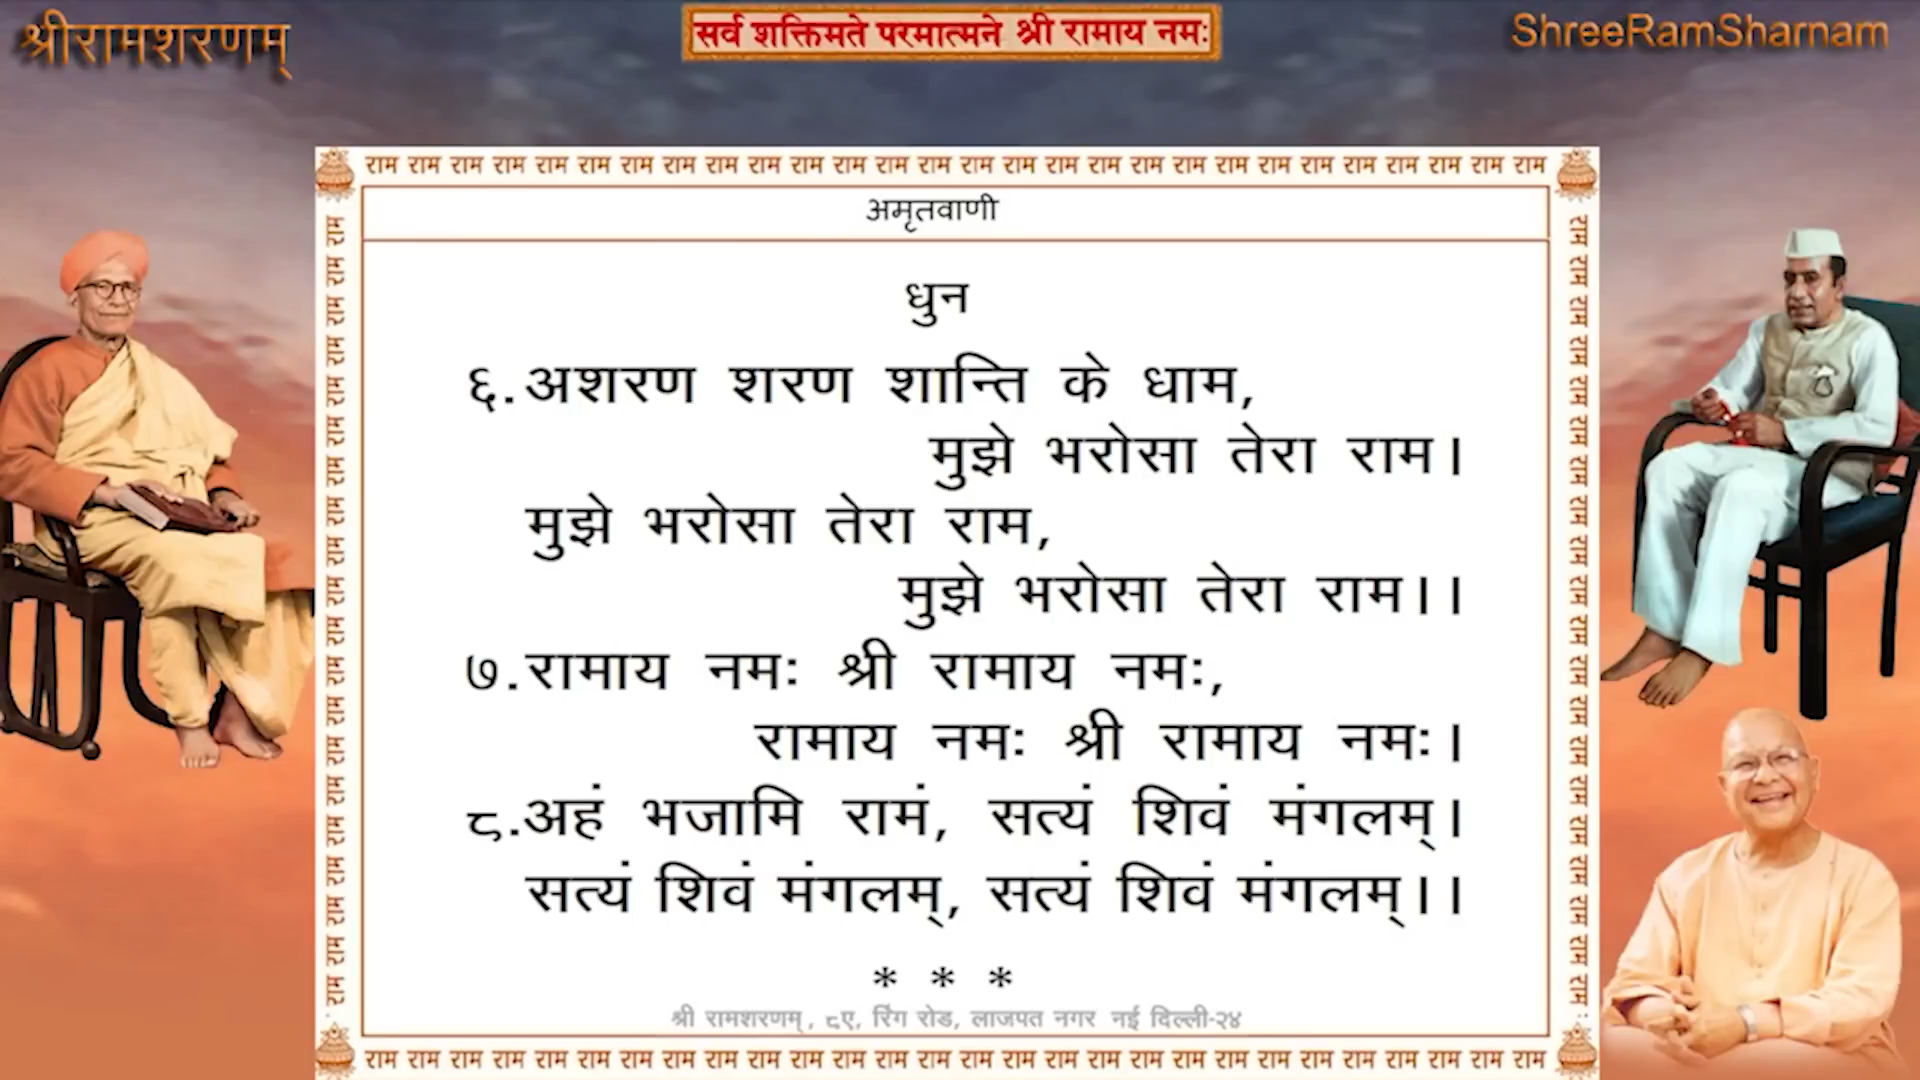 श्रीरामशरणम्
सर्व शक्तिमते परमात्मने श्री रामाय नमः
ShreeRamSharnam
राम राम राम राम राम राम राम राम राम राम राम राम राम राम राम राम राम राम राम राम राम राम राम राम राम राम राम राम
अमृतवाणी
धुन
६.अशरण शरण शान्ति के धाम,
मुझे भरोसा तेरा राम।
मुझे भरोसा तेरा राम,
मुझे भरोसा तेरा राम।।
७.रामाय नमः श्री रामाय नमः,
रामाय नमः श्री रामाय नमः।
८.अहं भजामि रामं, सत्यं शिवं मंगलम्।
सत्यं शिवं मंगलम्, सत्यं शिवं मंगलम्।।
* * *
श्री रामशरणम्, ८ए, रिंग रोड, लाजपत नगर नई दिल्ली-२४
राम राम राम राम राम राम राम राम राम राम राम राम राम राम राम राम राम राम राम राम राम राम राम राम राम राम राम राम
राम राम राम राम राम राम राम राम राम राम राम राम राम राम राम राम राम राम राम राम
राम राम राम राम राम राम राम राम राम राम राम राम राम राम राम राम राम राम राम राम